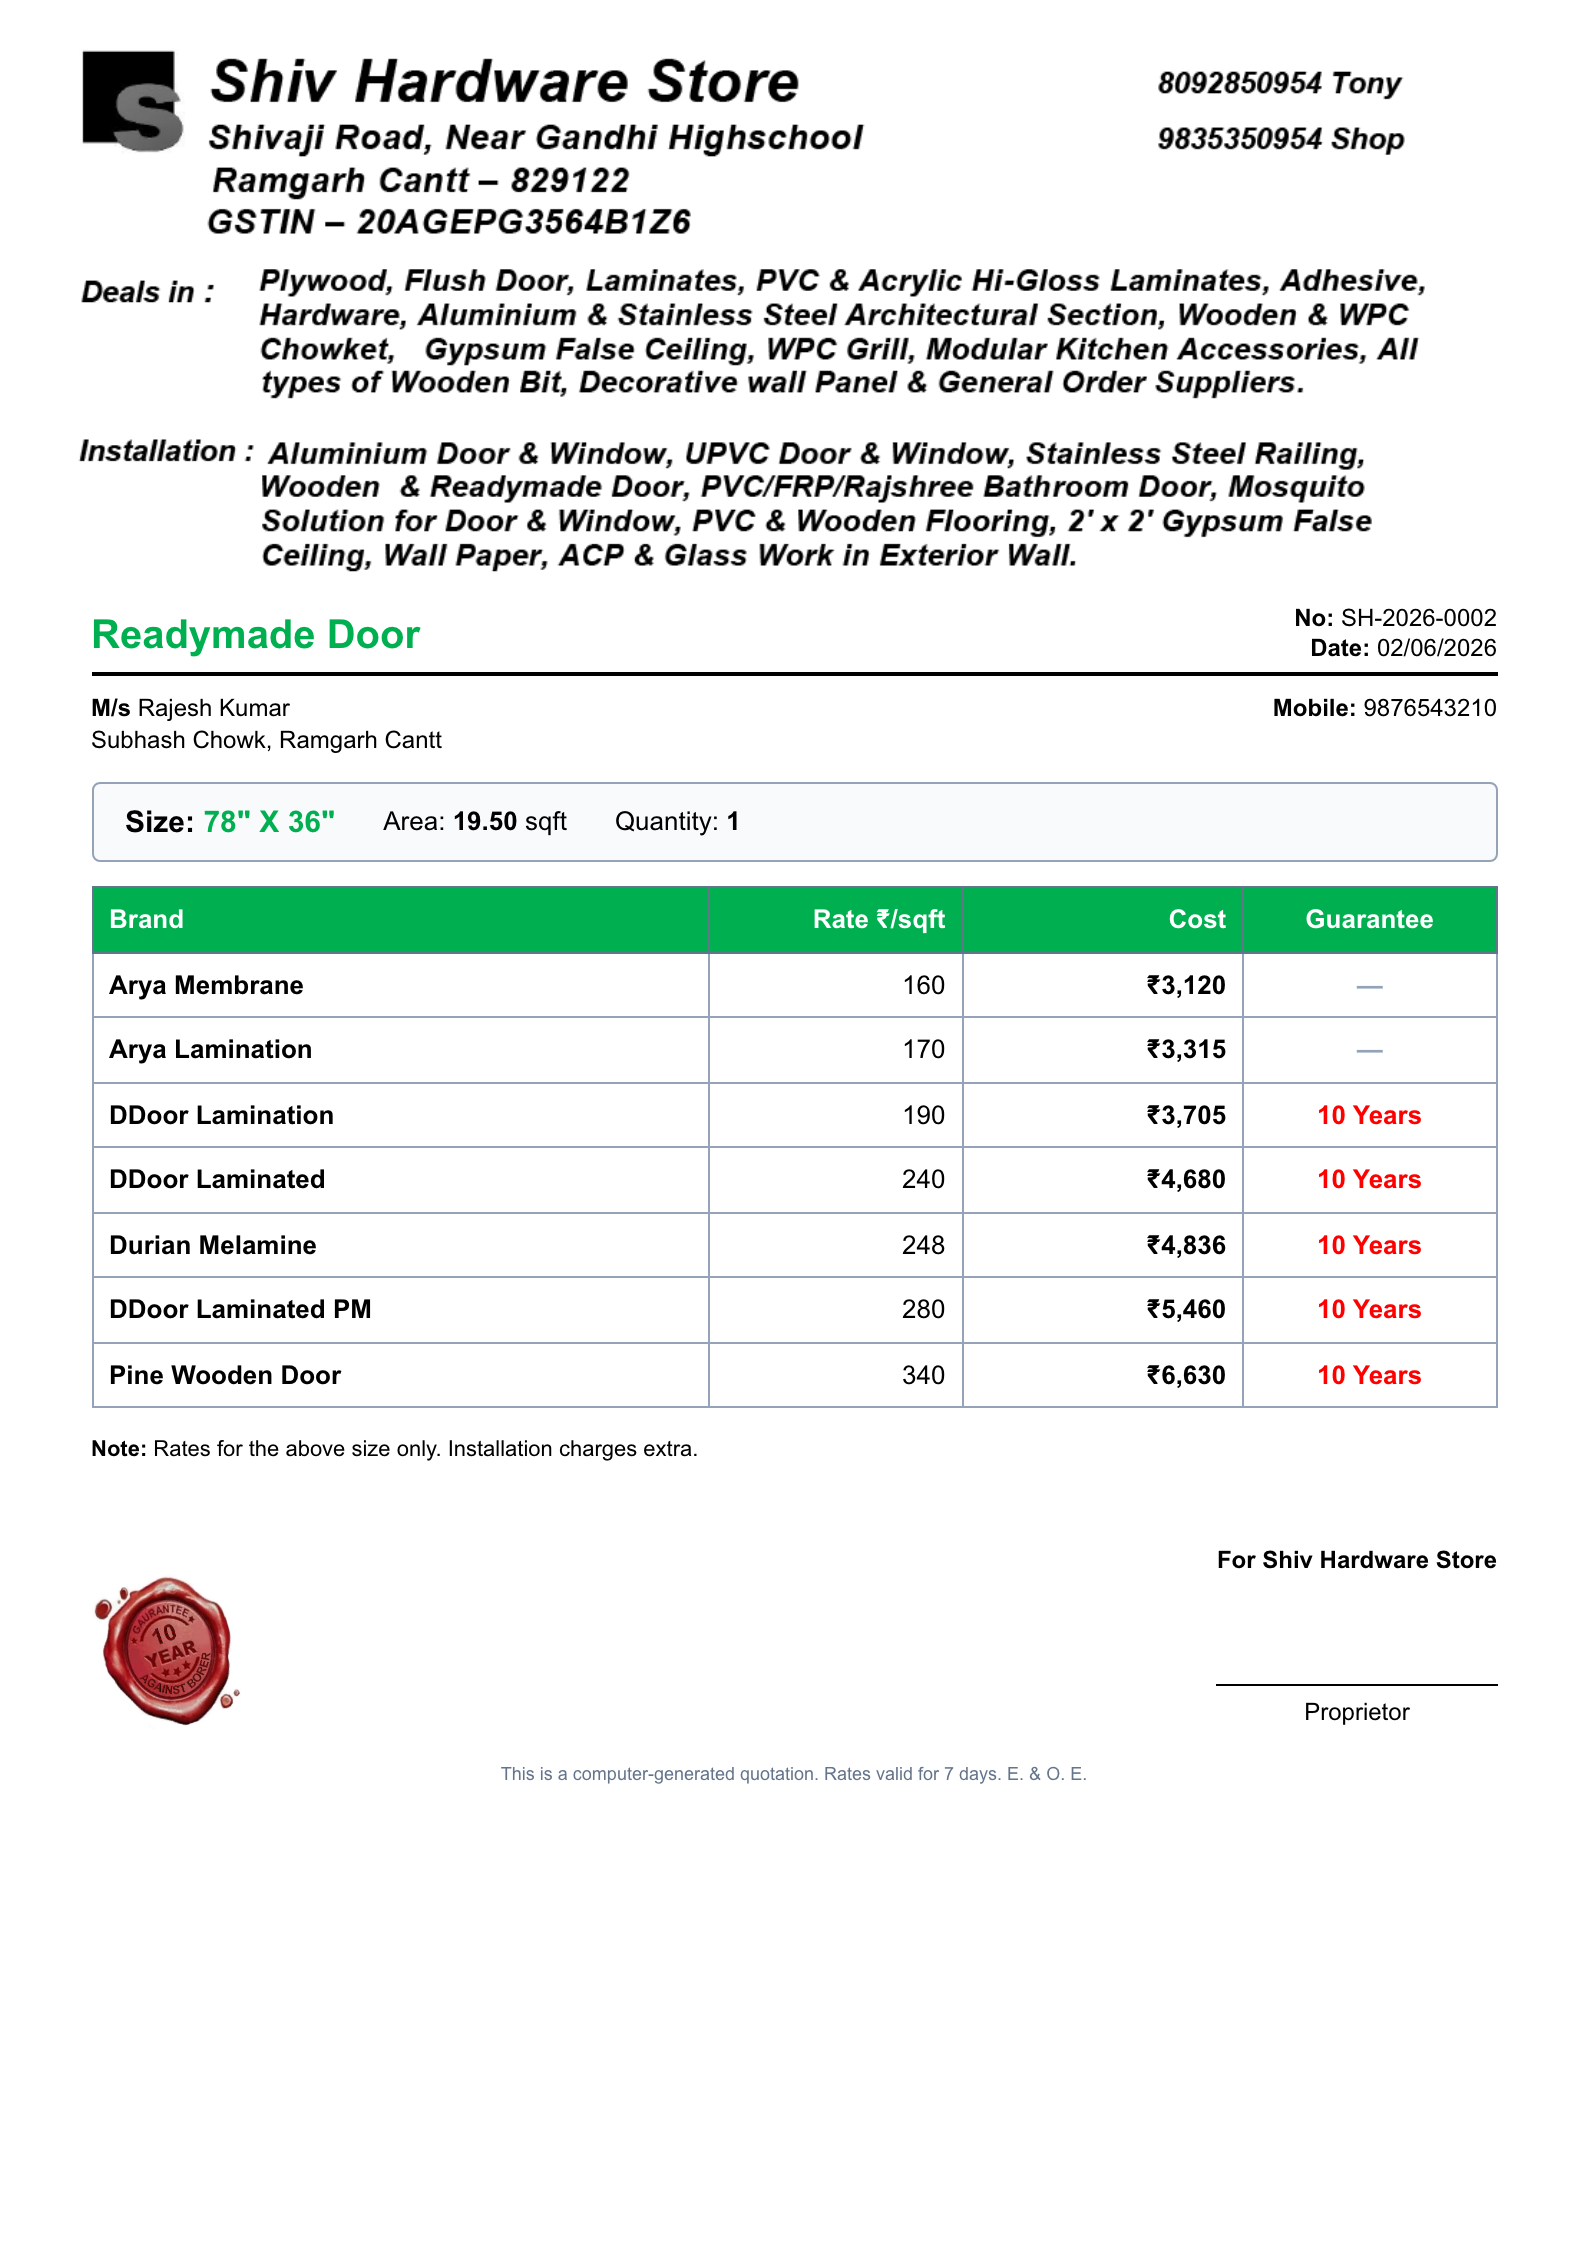 S
Shiv Hardware Store
8092850954 Tony
Shivaji Road, Near Gandhi Highschool
9835350954 Shop
Ramgarh Cantt – 829122
GSTIN – 20AGEPG3564B1Z6
Deals in : Plywood, Flush Door, Laminates, PVC & Acrylic Hi-Gloss Laminates, Adhesive,
Hardware, Aluminium & Stainless Steel Architectural Section, Wooden & WPC
Chowket, Gypsum False Ceiling, WPC Grill, Modular Kitchen Accessories, All
types of Wooden Bit, Decorative wall Panel & General Order Suppliers.
Installation : Aluminium Door & Window, UPVC Door & Window, Stainless Steel Railing,
Wooden & Readymade Door, PVC/FRP/Rajshree Bathroom Door, Mosquito
Solution for Door & Window, PVC & Wooden Flooring, 2' x 2' Gypsum False
Ceiling, Wall Paper, ACP & Glass Work in Exterior Wall.
Readymade Door
No: SH-2026-0002
Date: 02/06/2026
M/s Rajesh Kumar
Mobile: 9876543210
Subhash Chowk, Ramgarh Cantt
Size: 78" X 36" Area: 19.50 sqft Quantity: 1
Brand Rate ₹/sqft Cost Guarantee
Arya Membrane 160 ₹3,120 —
Arya Lamination 170 ₹3,315 —
DDoor Lamination 190 ₹3,705 10 Years
DDoor Laminated 240 ₹4,680 10 Years
Durian Melamine 248 ₹4,836 10 Years
DDoor Laminated PM 280 ₹5,460 10 Years
Pine Wooden Door 340 ₹6,630 10 Years
Note: Rates for the above size only. Installation charges extra.
For Shiv Hardware Store
GAURANTEE
10
YEAR
AGAINST BORER
Proprietor
This is a computer-generated quotation. Rates valid for 7 days. E. & O. E.